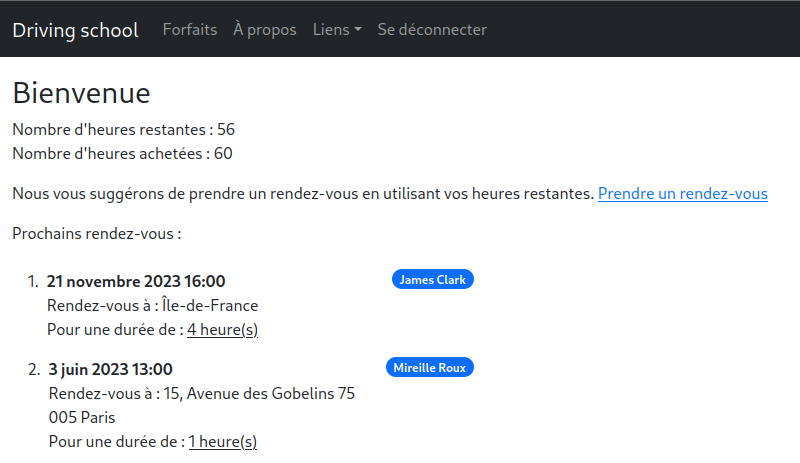 Driving school Forfaits À propos Liens Se déconnecter
Bienvenue
Nombre d'heures restantes : 56
Nombre d'heures achetées : 60
Nous vous suggérons de prendre un rendez-vous en utilisant vos heures restantes. Prendre un rendez-vous
Prochains rendez-vous :
1. 21 novembre 2023 16:00 James Clark
Rendez-vous à : Île-de-France
Pour une durée de : 4 heure(s)
2. 3 juin 2023 13:00 Mireille Roux
Rendez-vous à : 15, Avenue des Gobelins 75
005 Paris
Pour une durée de : 1 heure(s)